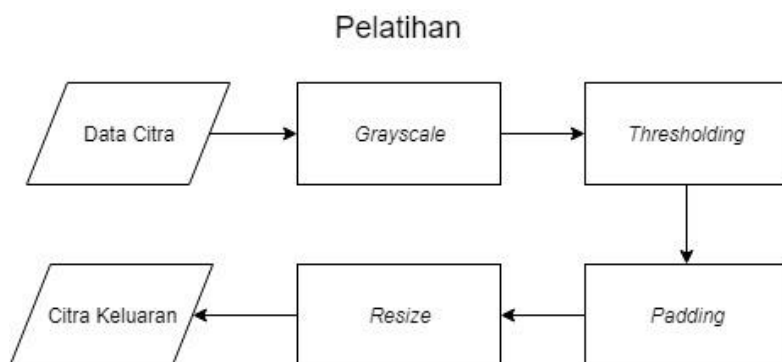 Pelatihan
Data Citra
Grayscale
Thresholding
Padding
Resize
Citra Keluaran